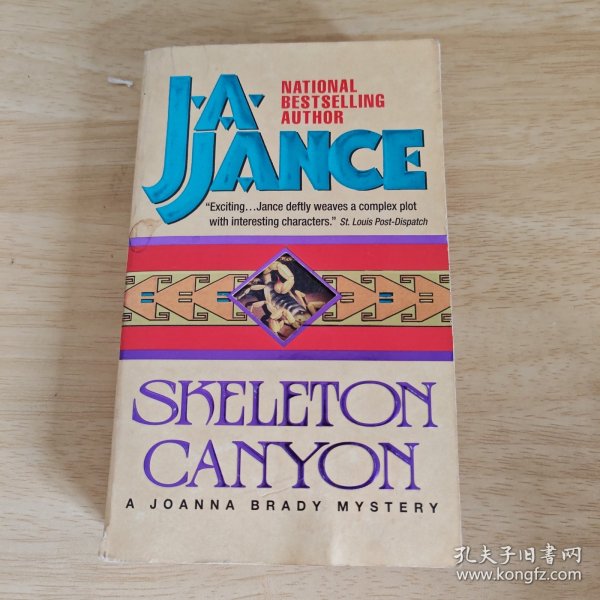 J·A·
JANCE
NATIONAL
BESTSELLING
AUTHOR
“Exciting…Jance deftly weaves a complex plot
with interesting characters.” St. Louis Post-Dispatch
SKELETON
CANYON
A JOANNA BRADY MYSTERY
孔夫子旧书网
www.kongfz.com